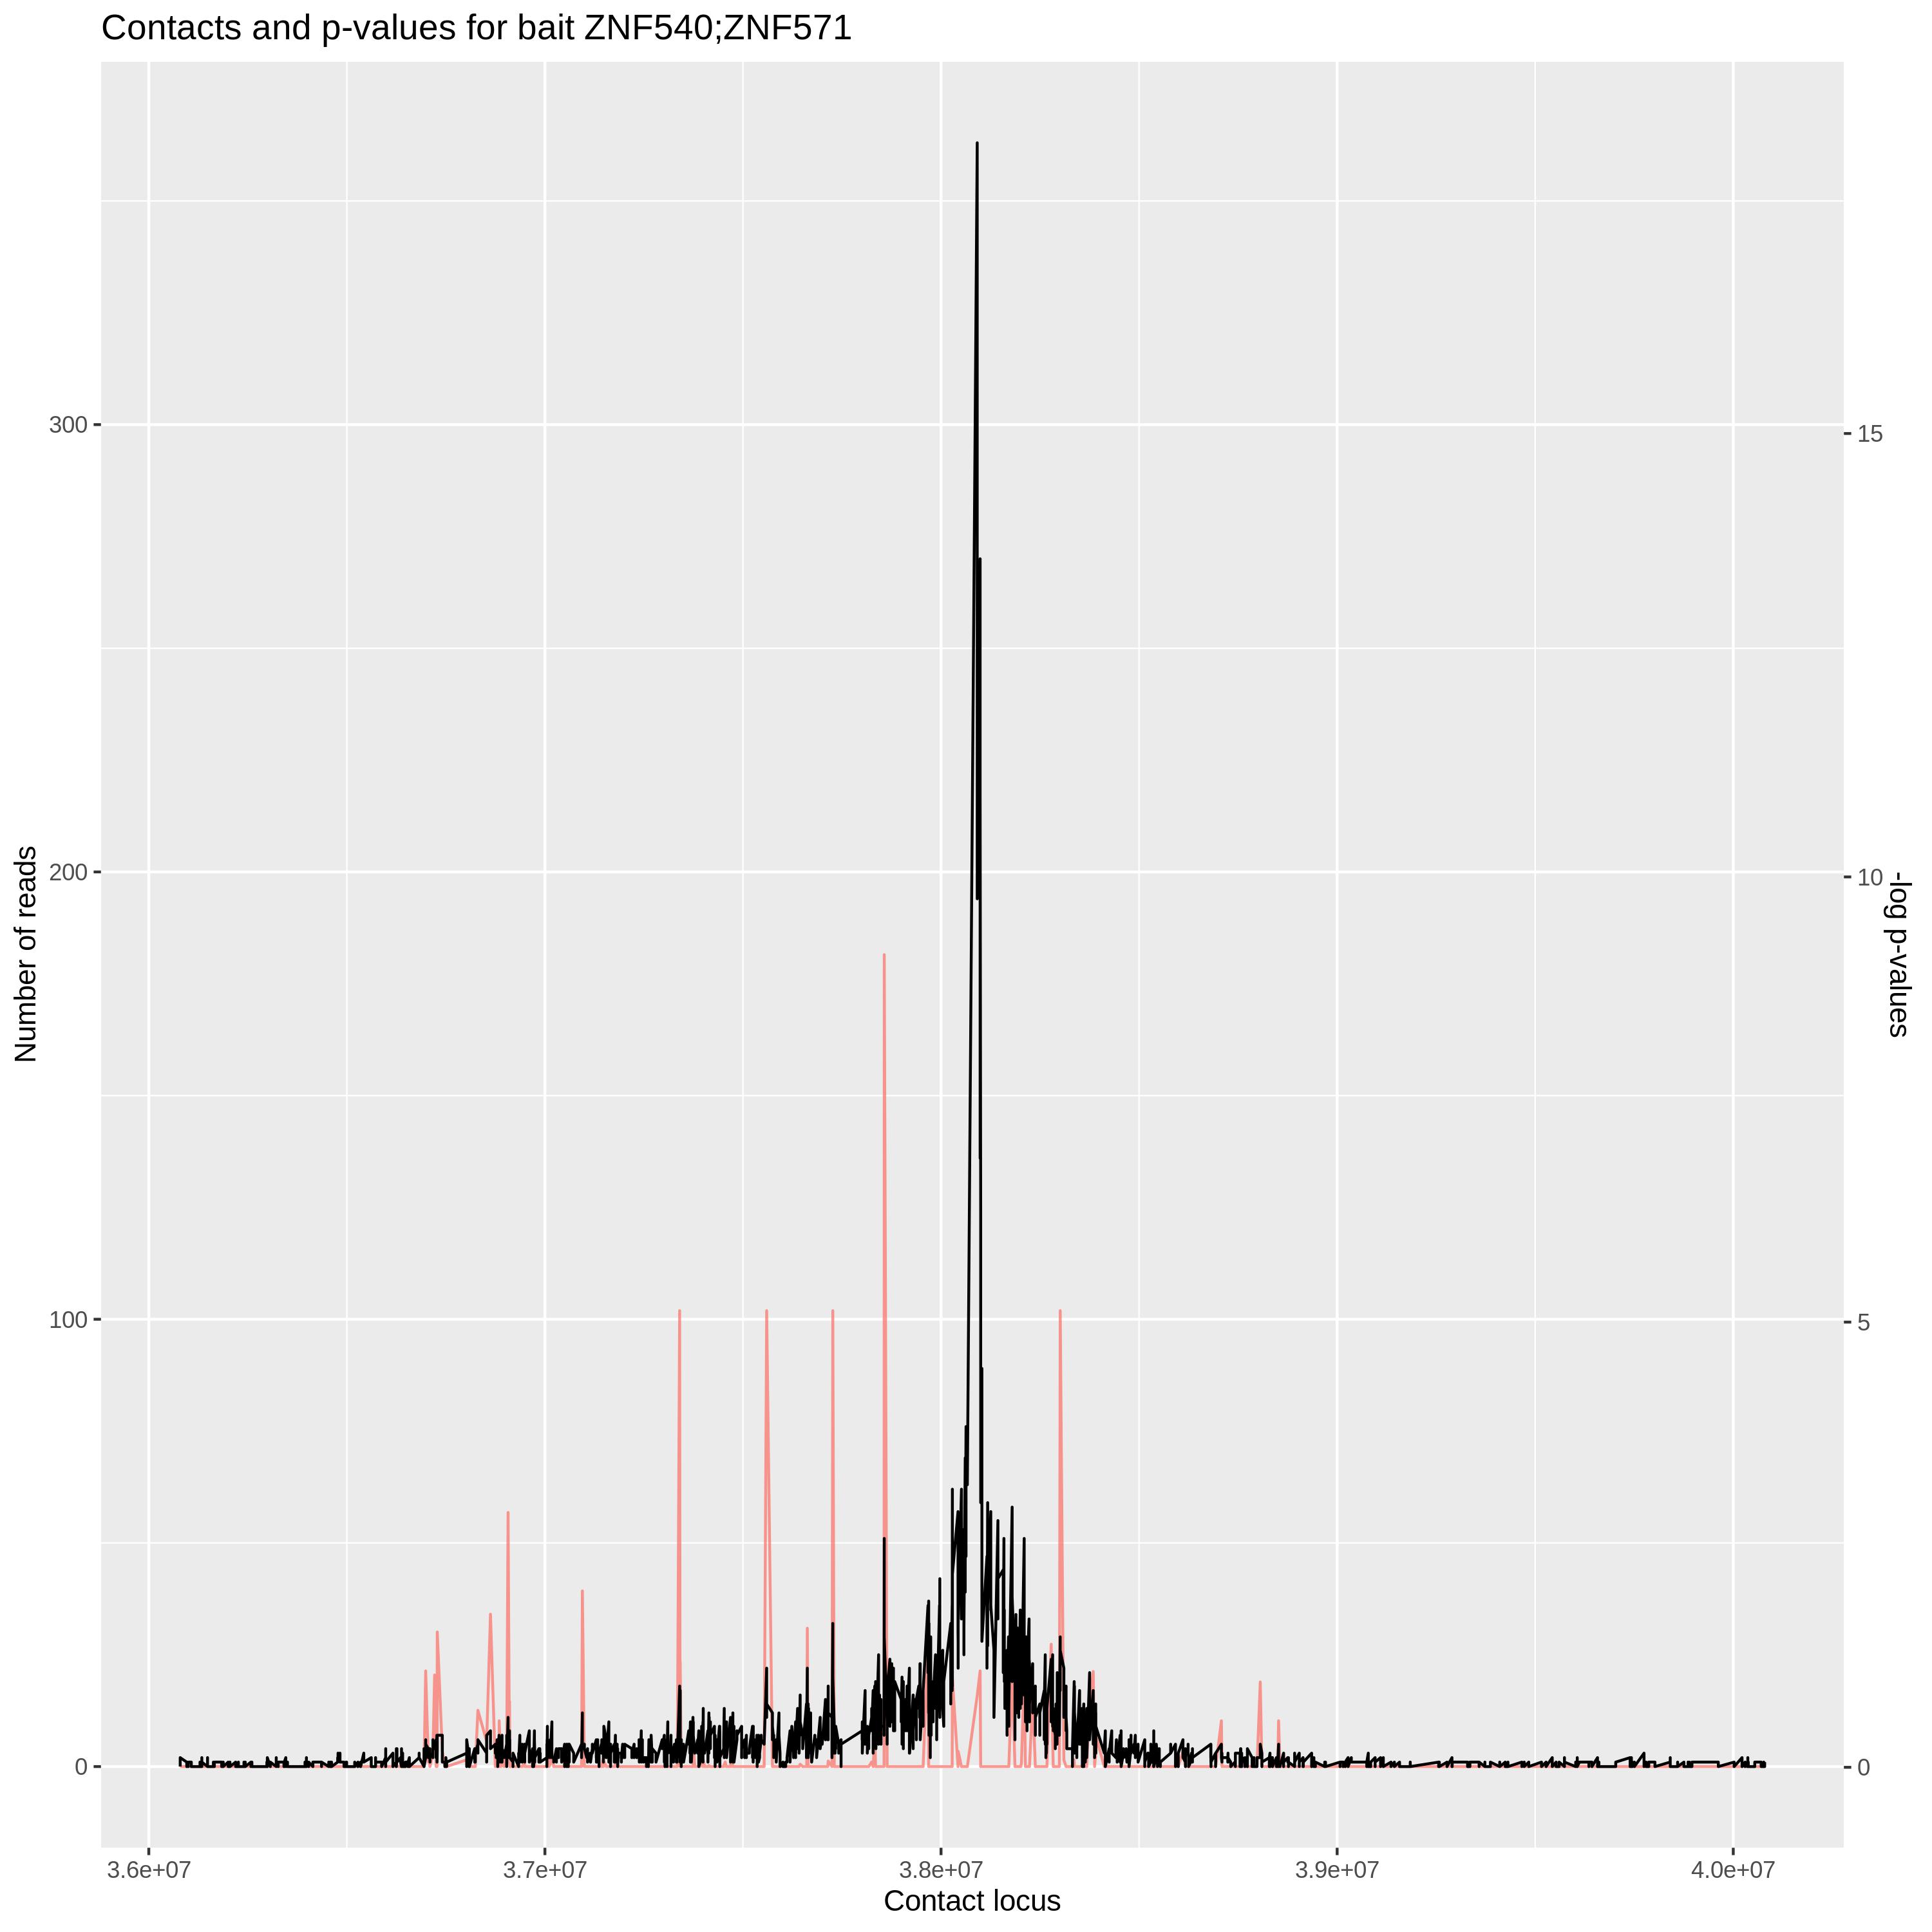 Contacts and p-values for bait ZNF540;ZNF571
Number of reads
300
200
100
0
15
10
5
0
-log p-values
3.6e+07 3.7e+07 3.8e+07 3.9e+07 4.0e+07
Contact locus